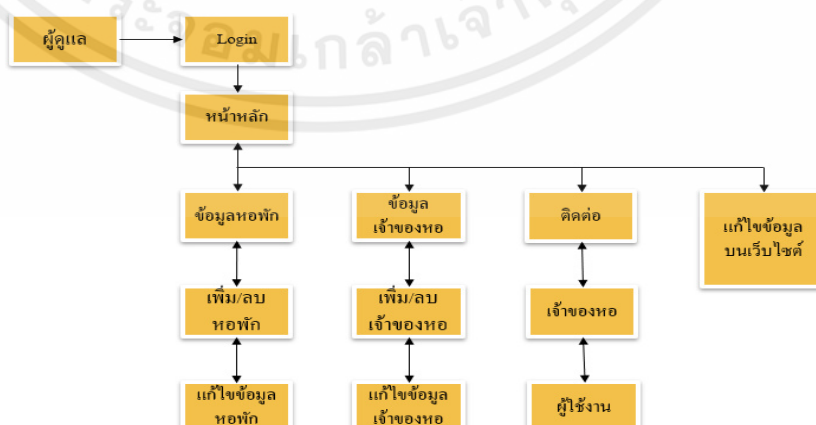 ผู้ดูแล
Login
หน้าหลัก
ข้อมูลหอพัก
ข้อมูล
เจ้าของหอ
ติดต่อ
แก้ไขข้อมูล
บนเว็บไซต์
เพิ่ม/ลบ
หอพัก
เพิ่ม/ลบ
เจ้าของหอ
เจ้าของหอ
แก้ไขข้อมูล
หอพัก
แก้ไขข้อมูล
เจ้าของหอ
ผู้ใช้งาน